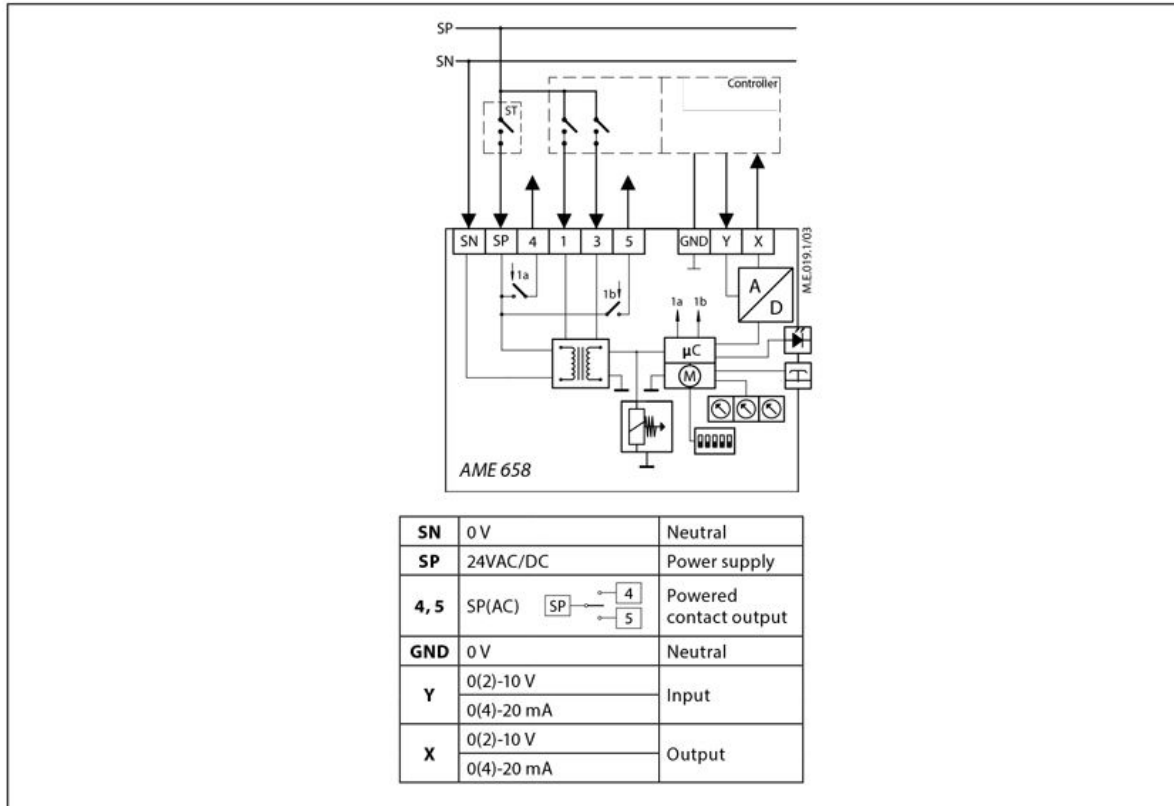 SP
SN
Controller
ST
SN SP 4 1 3 5 GND Y X
M.E.019.1/03
1a
1b
1a 1b
A
D
µC
M
AME 658
SN 0 V Neutral
SP 24VAC/DC Power supply
4, 5 SP(AC) SP 4 5 Powered
contact output
GND 0 V Neutral
Y 0(2)-10 V Input
0(4)-20 mA
X 0(2)-10 V Output
0(4)-20 mA